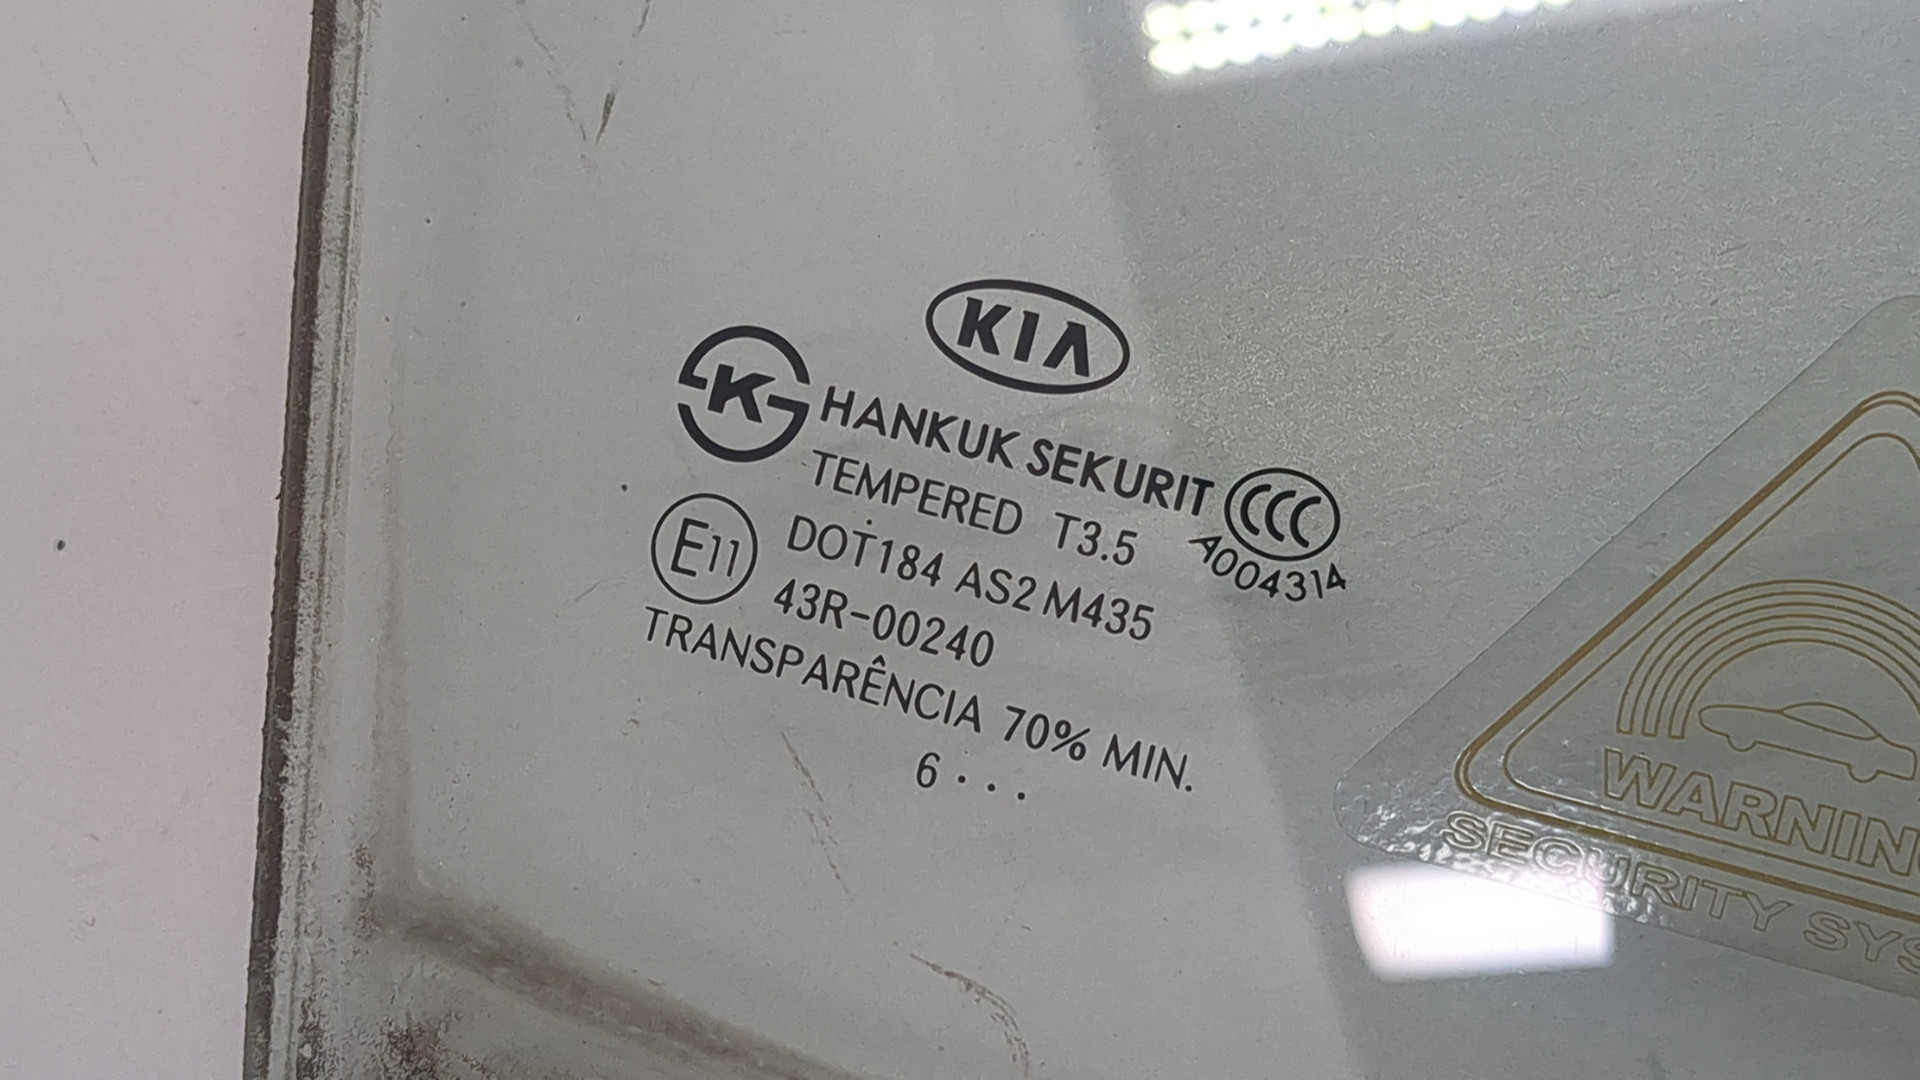 KIA
K
HANKUK SEKURIT
CCC
TEMPERED T3.5
A004314
E11
DOT184 AS2 M435
43R-00240
TRANSPARÊNCIA 70% MIN.
6 . . .
WARNING
SECURITY SYS